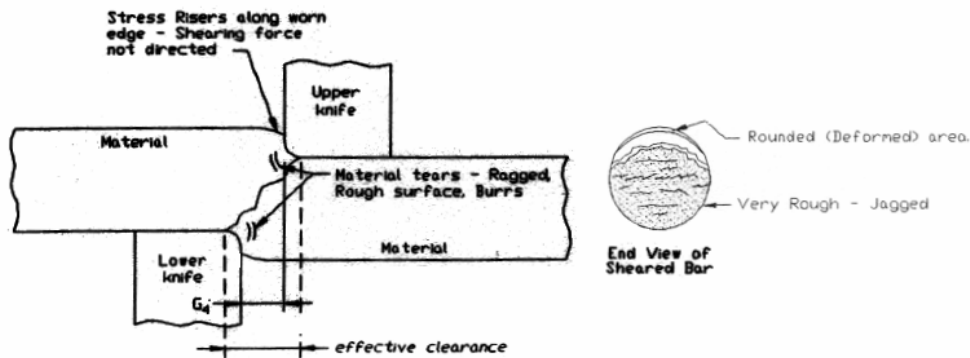 Stress Risers along worn
edge - Shearing force
not directed
Upper
knife
Material
Material tears - Ragged,
Rough surface, Burrs
Material
Lower
knife
G4
effective clearance
Rounded (Deformed) area.
Very Rough - Jagged
End View of
Sheared Bar